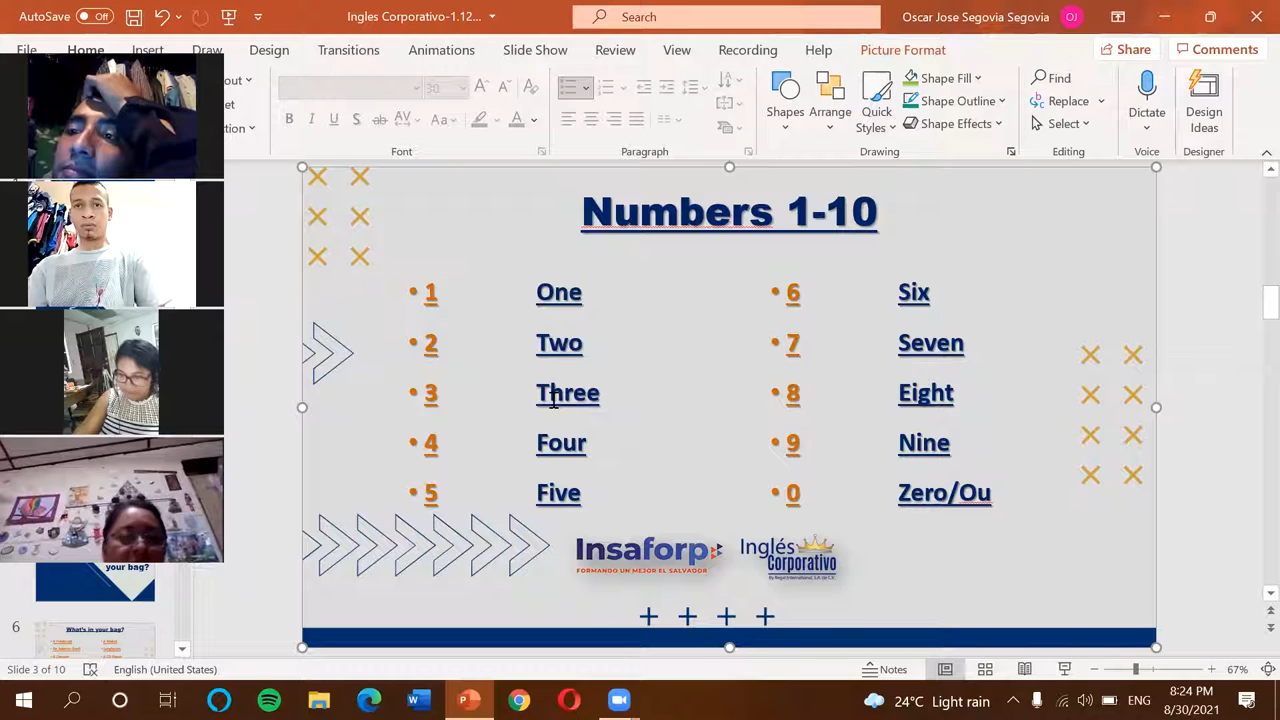 AutoSave Off
Ingles Corporativo-1.12...
Search
Oscar Jose Segovia Segovia OJ
File Home Insert Draw Design Transitions Animations Slide Show Review View Recording Help Picture Format
Share Comments
Shapes
Arrange
Quick
Styles
Shape Fill
Shape Outline
Shape Effects
Find
Replace
Select
Dictate
Design
Ideas
Font
Paragraph
Drawing
Editing
Voice
Designer
Numbers 1-10
• 1 One
• 2 Two
• 3 Three
• 4 Four
• 5 Five
• 6 Six
• 7 Seven
• 8 Eight
• 9 Nine
• 0 Zero/Ou
Insaforp
FORMANDO UN MEJOR EL SALVADOR
Inglés
Corporativo
your bag?
6
What's in your bag?
Slide 3 of 10
English (United States)
Notes
67%
24°C Light rain
ENG
8:24 PM
8/30/2021